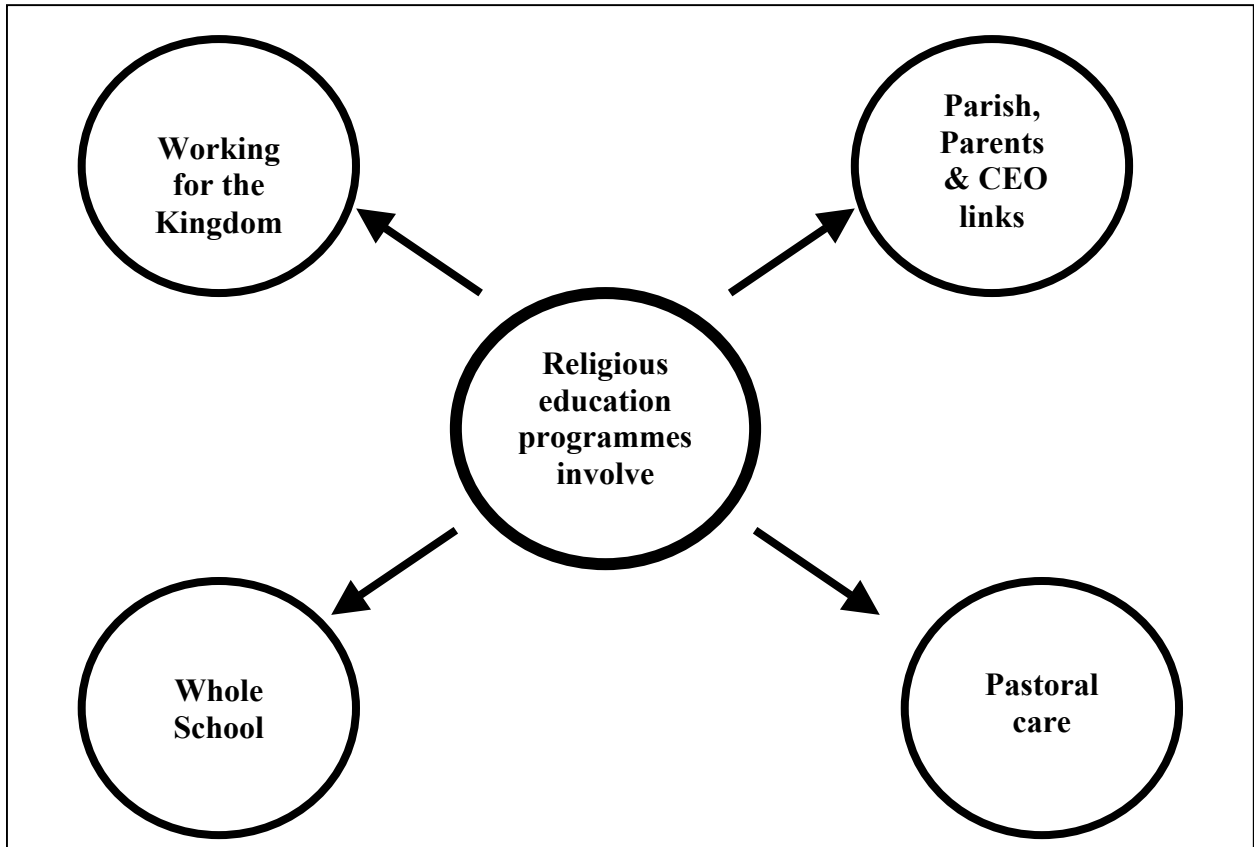 Working
for the
Kingdom
Parish,
Parents
& CEO
links
Religious
education
programmes
involve
Whole
School
Pastoral
care